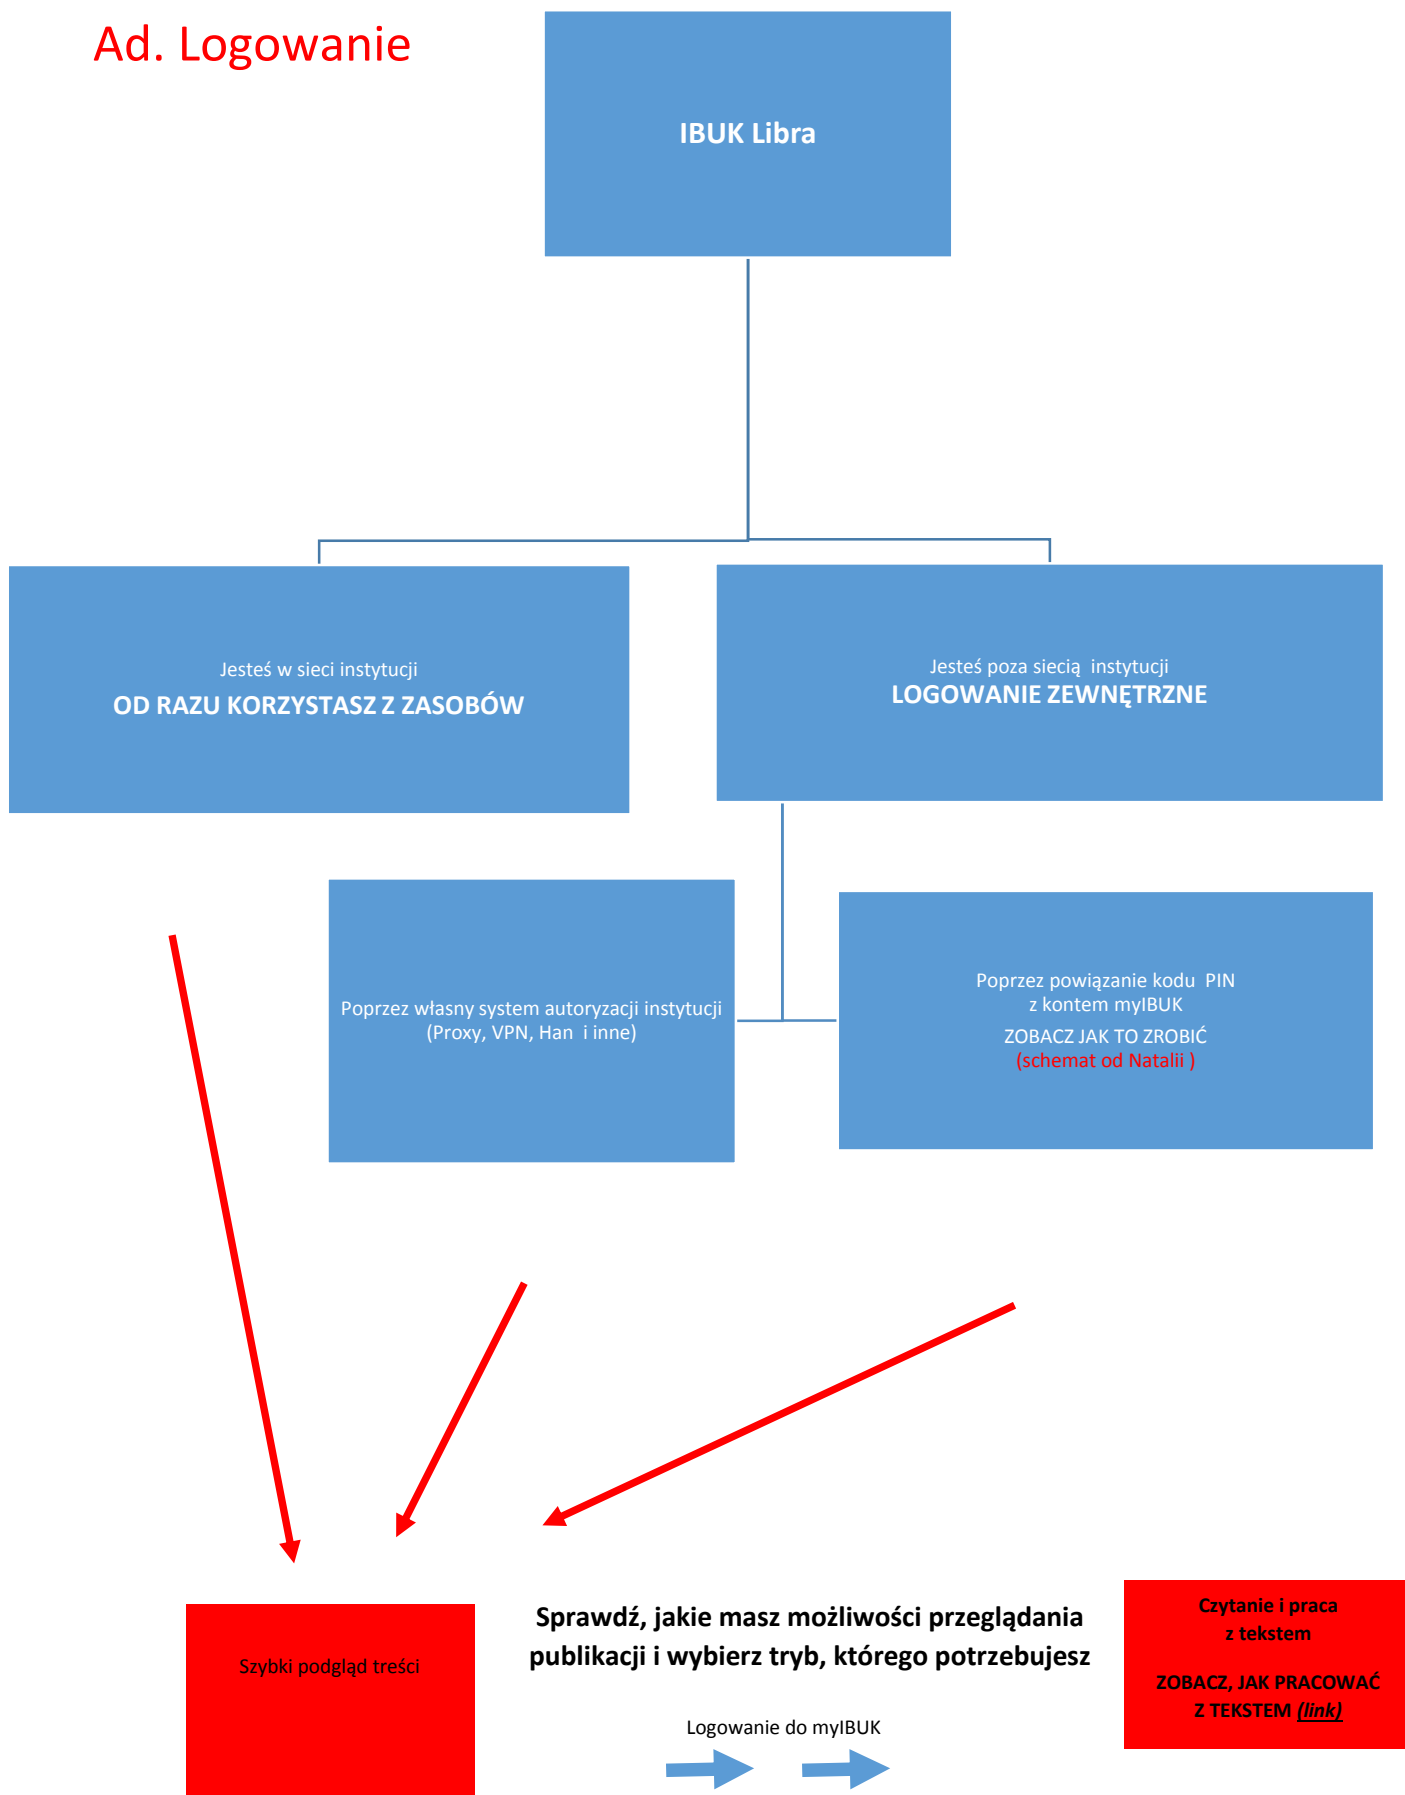 Ad. Logowanie
IBUK Libra
Jesteś w sieci instytucji
OD RAZU KORZYSTASZ Z ZASOBÓW
Jesteś poza siecią instytucji
LOGOWANIE ZEWNĘTRZNE
Poprzez własny system autoryzacji instytucji
(Proxy, VPN, Han i inne)
Poprzez powiązanie kodu PIN
z kontem myIBUK
ZOBACZ JAK TO ZROBIĆ
(schemat od Natalii )
Szybki podgląd treści
Sprawdź, jakie masz możliwości przeglądania
publikacji i wybierz tryb, którego potrzebujesz
Logowanie do myIBUK
Czytanie i praca
z tekstem
ZOBACZ, JAK PRACOWAĆ
Z TEKSTEM (link)